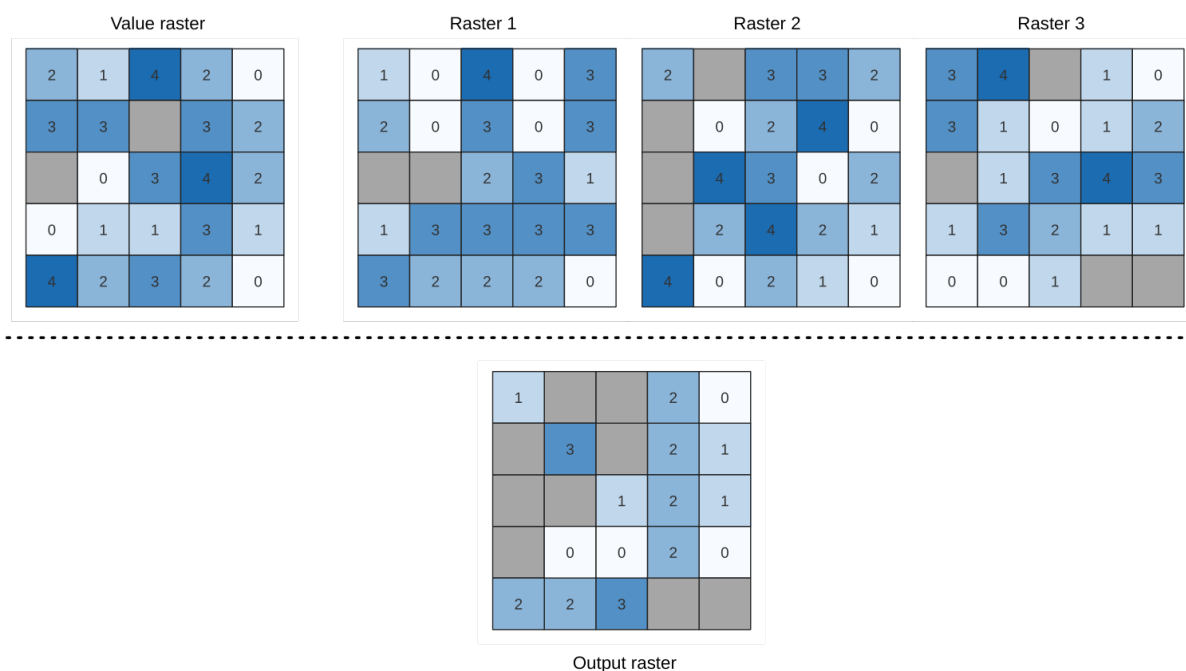 Value raster Raster 1 Raster 2 Raster 3
2 1 4 2 0 1 0 4 0 3 2 3 3 2 3 4 1 0
3 3 3 2 2 0 3 0 3 0 2 4 0 3 1 0 1 2
0 3 4 2 2 3 1 4 3 0 2 1 3 4 3
0 1 1 3 1 1 3 3 3 3 2 4 2 1 1 3 2 1 1
4 2 3 2 0 3 2 2 2 0 4 0 2 1 0 0 0 1
1 2 0
3 2 1
1 2 1
0 0 2 0
2 2 3
Output raster